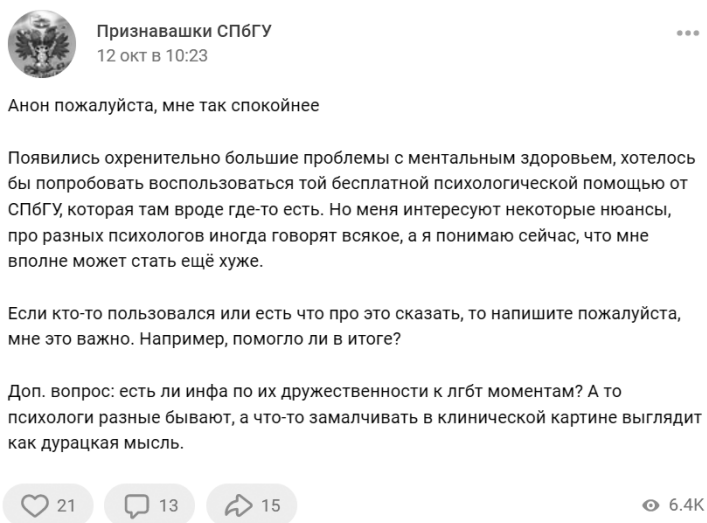 Признавашки СПбГУ
12 окт в 10:23
Анон пожалуйста, мне так спокойнее
Появились охренительно большие проблемы с ментальным здоровьем, хотелось
бы попробовать воспользоваться той бесплатной психологической помощью от
СПбГУ, которая там вроде где-то есть. Но меня интересуют некоторые нюансы,
про разных психологов иногда говорят всякое, а я понимаю сейчас, что мне
вполне может стать ещё хуже.
Если кто-то пользовался или есть что про это сказать, то напишите пожалуйста,
мне это важно. Например, помогло ли в итоге?
Доп. вопрос: есть ли инфа по их дружественности к лгбт моментам? А то
психологи разные бывают, а что-то замалчивать в клинической картине выглядит
как дурацкая мысль.
21 13 15 6.4K